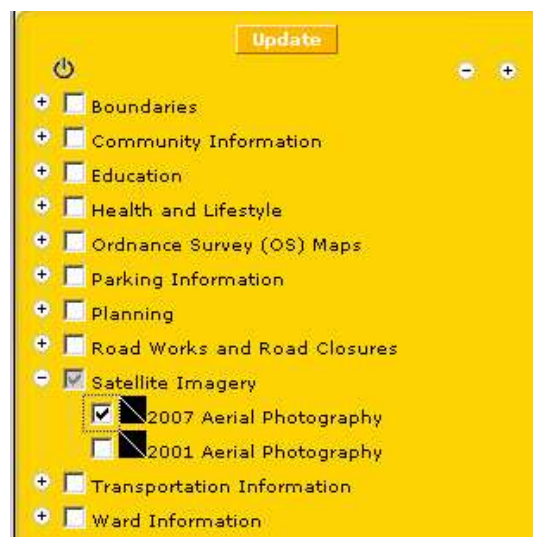 Update
Boundaries
Community Information
Education
Health and Lifestyle
Ordnance Survey (OS) Maps
Parking Information
Planning
Road Works and Road Closures
Satellite Imagery
2007 Aerial Photography
2001 Aerial Photography
Transportation Information
Ward Information